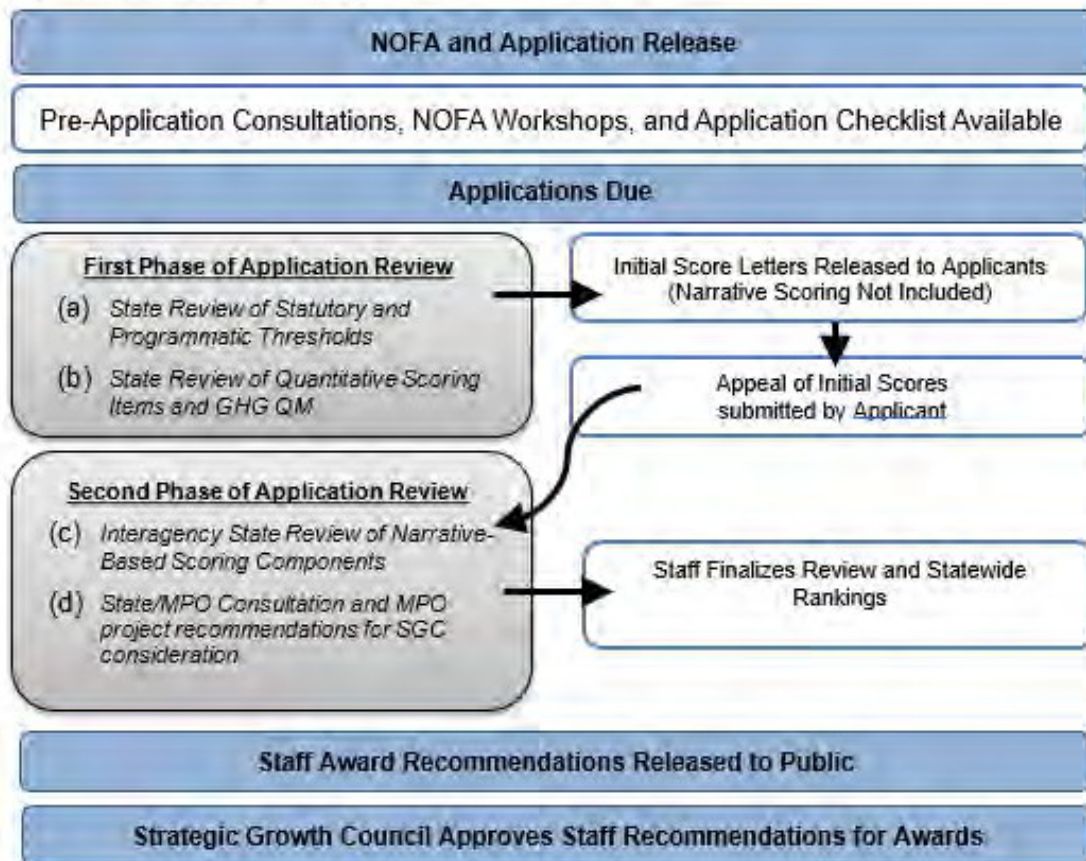 NOFA and Application Release
Pre-Application Consultations, NOFA Workshops, and Application Checklist Available
Applications Due
First Phase of Application Review
(a) State Review of Statutory and
Programmatic Thresholds
(b) State Review of Quantitative Scoring
Items and GHG QM
Initial Score Letters Released to Applicants
(Narrative Scoring Not Included)
Appeal of Initial Scores
submitted by Applicant
Second Phase of Application Review
(c) Interagency State Review of Narrative-
Based Scoring Components
(d) State/MPO Consultation and MPO
project recommendations for SGC
consideration
Staff Finalizes Review and Statewide
Rankings
Staff Award Recommendations Released to Public
Strategic Growth Council Approves Staff Recommendations for Awards